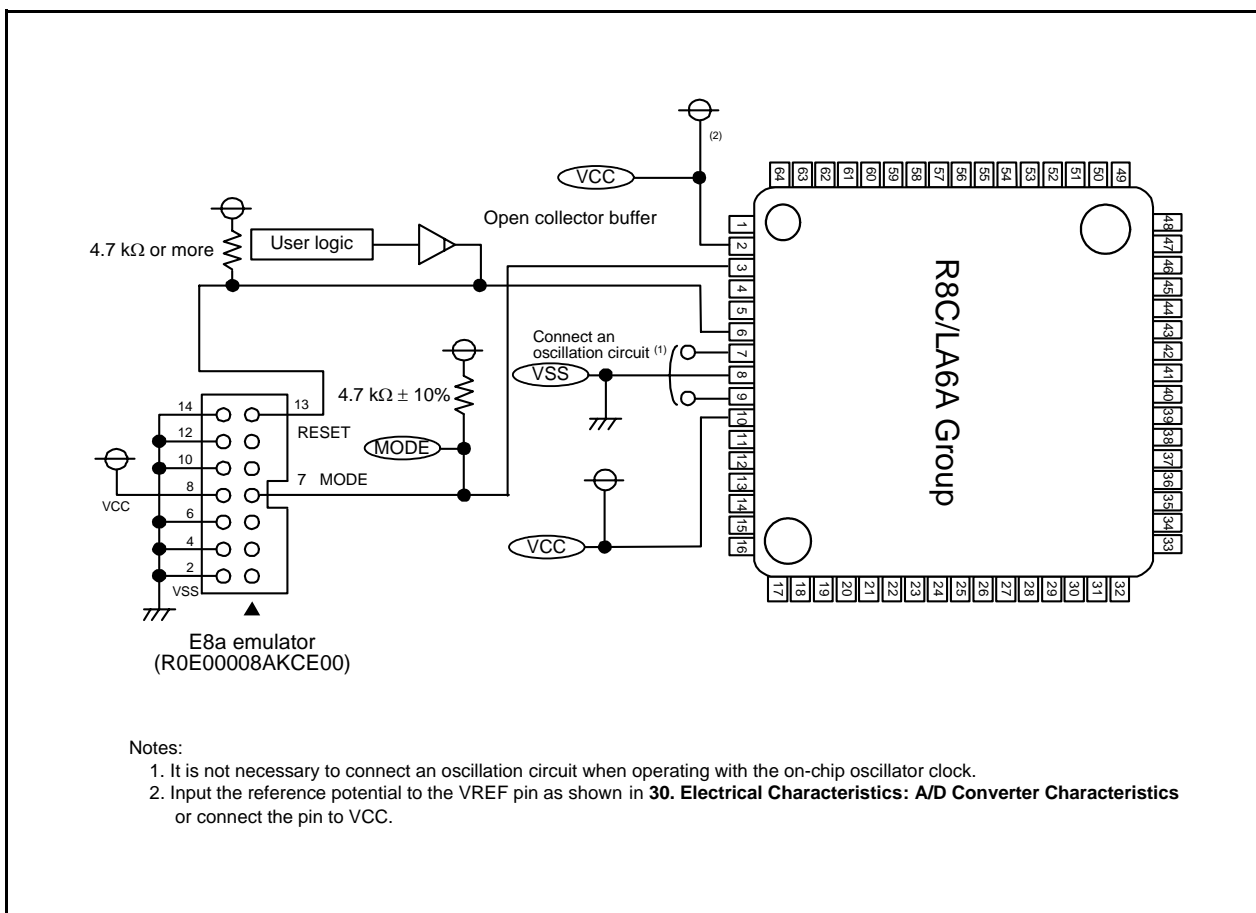 (2)
VCC
Open collector buffer
4.7 kΩ or more
User logic
64 63 62 61 60 59 58 57 56 55 54 53 52 51 50 49
1
2
3
4
5
6
7
8
9
10
11
12
13
14
15
16
R8C/LA6A Group
48
47
46
45
44
43
42
41
40
39
38
37
36
35
34
33
17 18 19 20 21 22 23 24 25 26 27 28 29 30 31 32
Connect an
oscillation circuit (1)
VSS
4.7 kΩ ± 10%
MODE
VCC
14
13
RESET
12
10
8
7 MODE
VCC
6
4
2
VSS
E8a emulator
(R0E00008AKCE00)
Notes:
1. It is not necessary to connect an oscillation circuit when operating with the on-chip oscillator clock.
2. Input the reference potential to the VREF pin as shown in 30. Electrical Characteristics: A/D Converter Characteristics
or connect the pin to VCC.